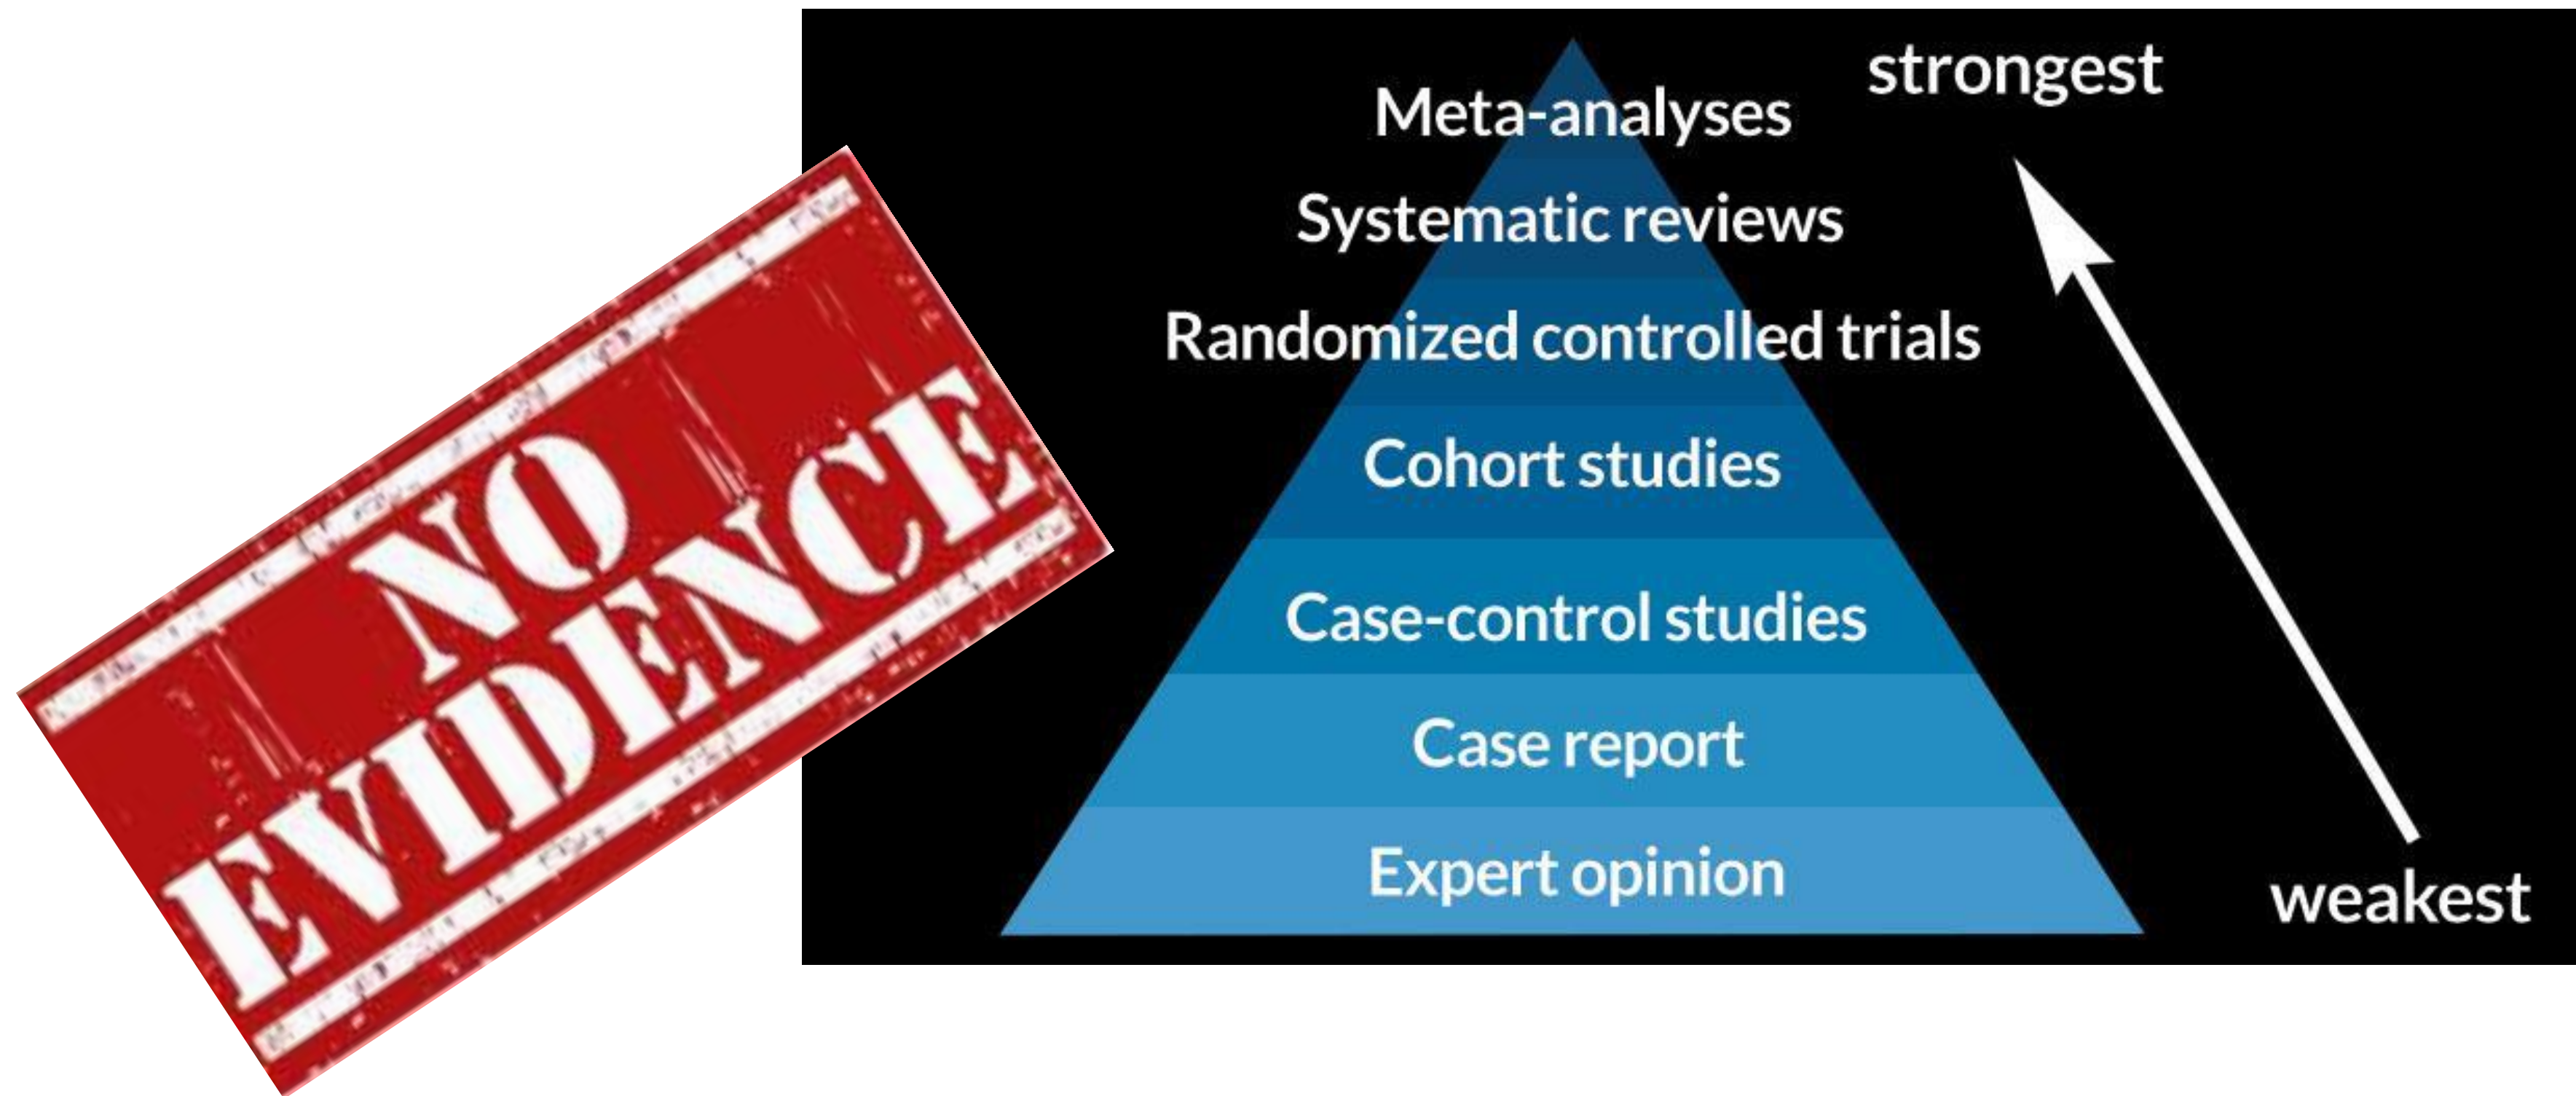 NO
EVIDENCE
strongest
Meta-analyses
Systematic reviews
Randomized controlled trials
Cohort studies
Case-control studies
Case report
Expert opinion
weakest